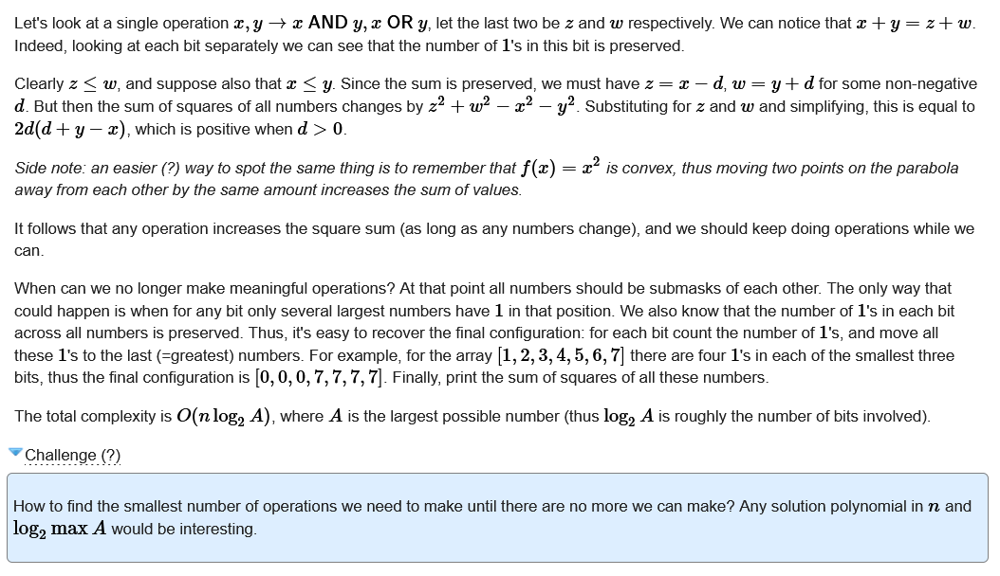 Let's look at a single operation x, y → x AND y, x OR y, let the last two be z and w respectively. We can notice that x + y = z + w.
Indeed, looking at each bit separately we can see that the number of 1's in this bit is preserved.
Clearly z ≤ w, and suppose also that x ≤ y. Since the sum is preserved, we must have z = x − d, w = y + d for some non-negative
d. But then the sum of squares of all numbers changes by z² + w² − x² − y². Substituting for z and w and simplifying, this is equal to
2d(d + y − x), which is positive when d > 0.
Side note: an easier (?) way to spot the same thing is to remember that f(x) = x² is convex, thus moving two points on the parabola
away from each other by the same amount increases the sum of values.
It follows that any operation increases the square sum (as long as any numbers change), and we should keep doing operations while we
can.
When can we no longer make meaningful operations? At that point all numbers should be submasks of each other. The only way that
could happen is when for any bit only several largest numbers have 1 in that position. We also know that the number of 1's in each bit
across all numbers is preserved. Thus, it's easy to recover the final configuration: for each bit count the number of 1's, and move all
these 1's to the last (=greatest) numbers. For example, for the array [1, 2, 3, 4, 5, 6, 7] there are four 1's in each of the smallest three
bits, thus the final configuration is [0, 0, 0, 7, 7, 7, 7]. Finally, print the sum of squares of all these numbers.
The total complexity is O(n log₂ A), where A is the largest possible number (thus log₂ A is roughly the number of bits involved).
Challenge (?)
How to find the smallest number of operations we need to make until there are no more we can make? Any solution polynomial in n and
log₂ max A would be interesting.